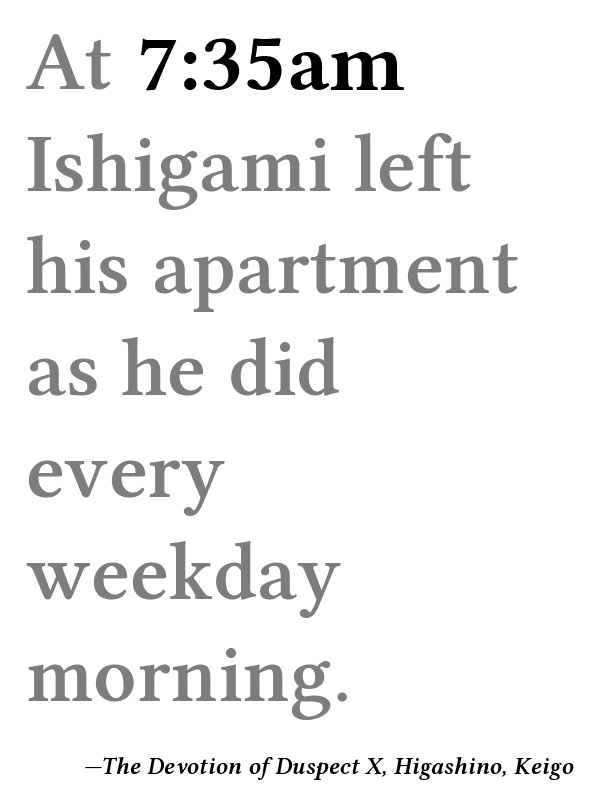 At 7:35am
Ishigami left
his apartment
as he did
every
weekday
morning.
—The Devotion of Duspect X, Higashino, Keigo